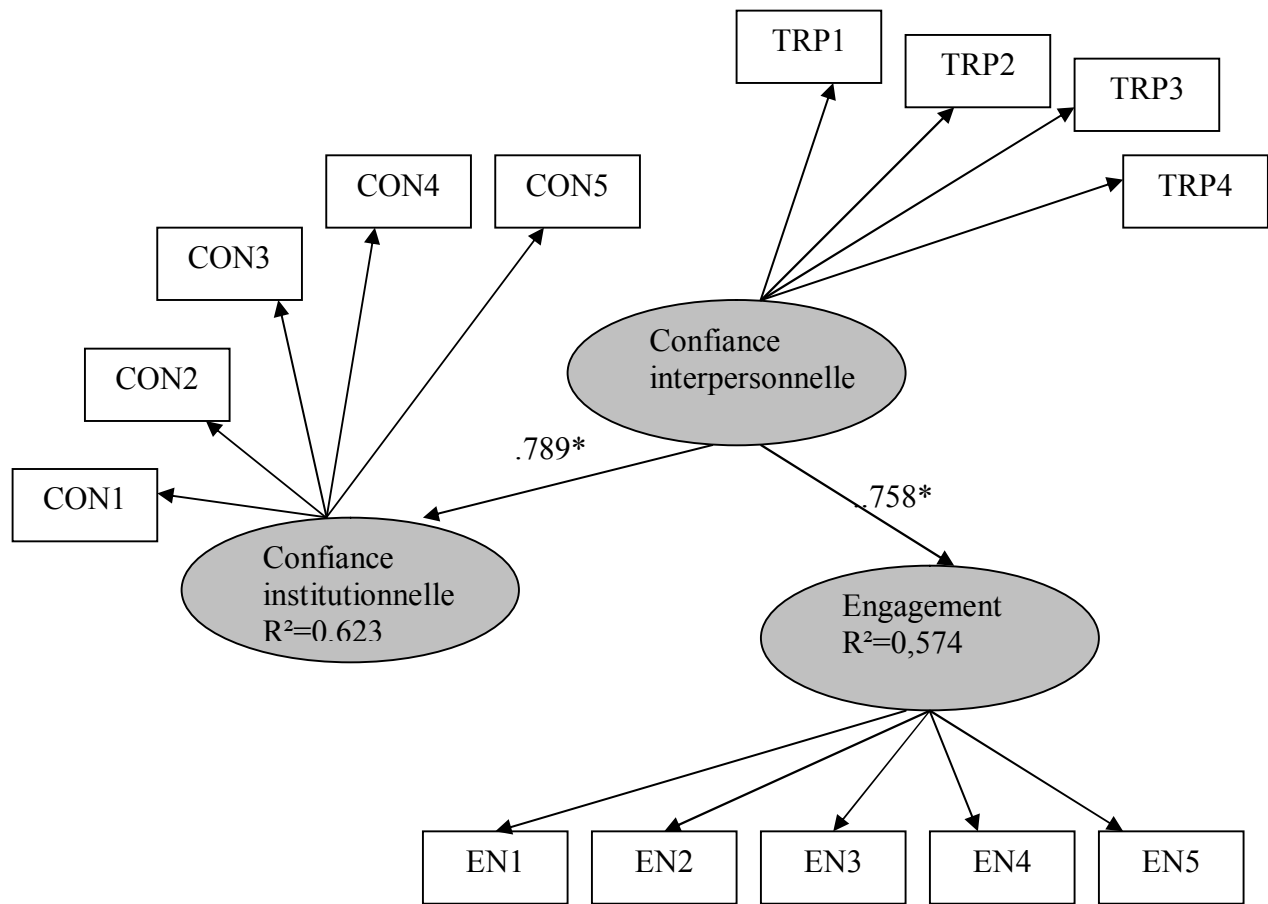 TRP1
TRP2
TRP3
TRP4
CON4
CON5
CON3
CON2
CON1
Confiance
interpersonnelle
.789*
..758*
Confiance
institutionnelle
R²=0.623
Engagement
R²=0,574
EN1
EN2
EN3
EN4
EN5